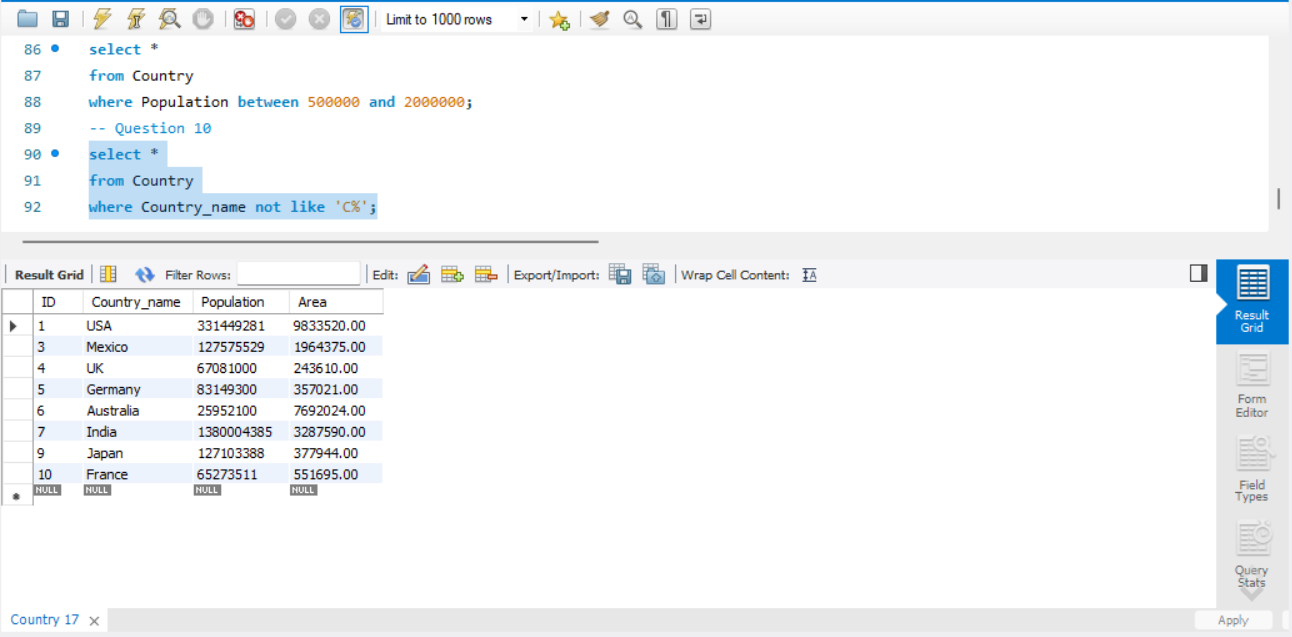 Limit to 1000 rows
86 select *
87 from Country
88 where Population between 500000 and 2000000;
89 -- Question 10
90 select *
91 from Country
92 where Country_name not like 'C%';
Result Grid Filter Rows: Edit: Export/Import: Wrap Cell Content: IA
ID Country_name Population Area
1 USA 331449281 9833520.00
3 Mexico 127575529 1964375.00
4 UK 67081000 243610.00
5 Germany 83149300 357021.00
6 Australia 25952100 7692024.00
7 India 1380004385 3287590.00
9 Japan 127103388 377944.00
10 France 65273511 551695.00
NULL NULL NULL NULL
Result
Grid
Form
Editor
Field
Types
Query
Stats
Country 17
Apply